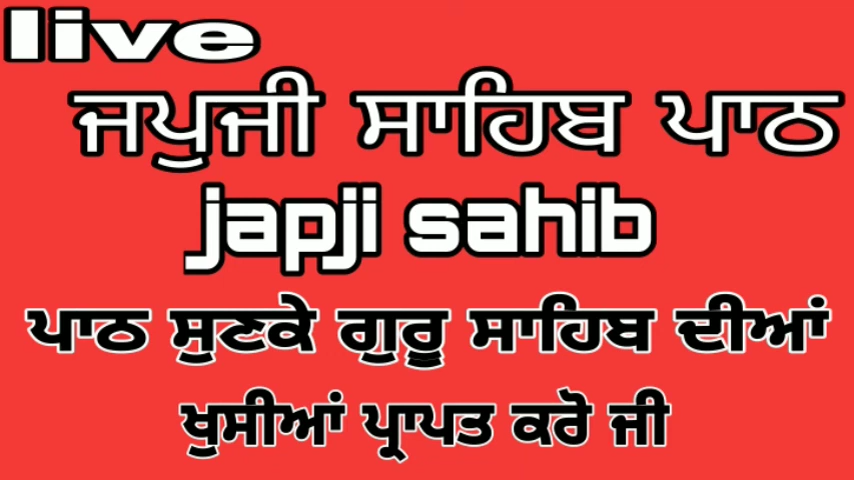 live
ਜਪੁਜੀ ਸਾਹਿਬ ਪਾਠ
japji sahib
ਪਾਠ ਸੁਣਕੇ ਗੁਰੂ ਸਾਹਿਬ ਦੀਆਂ
ਖੁਸੀਆਂ ਪ੍ਰਾਪਤ ਕਰੋ ਜੀ